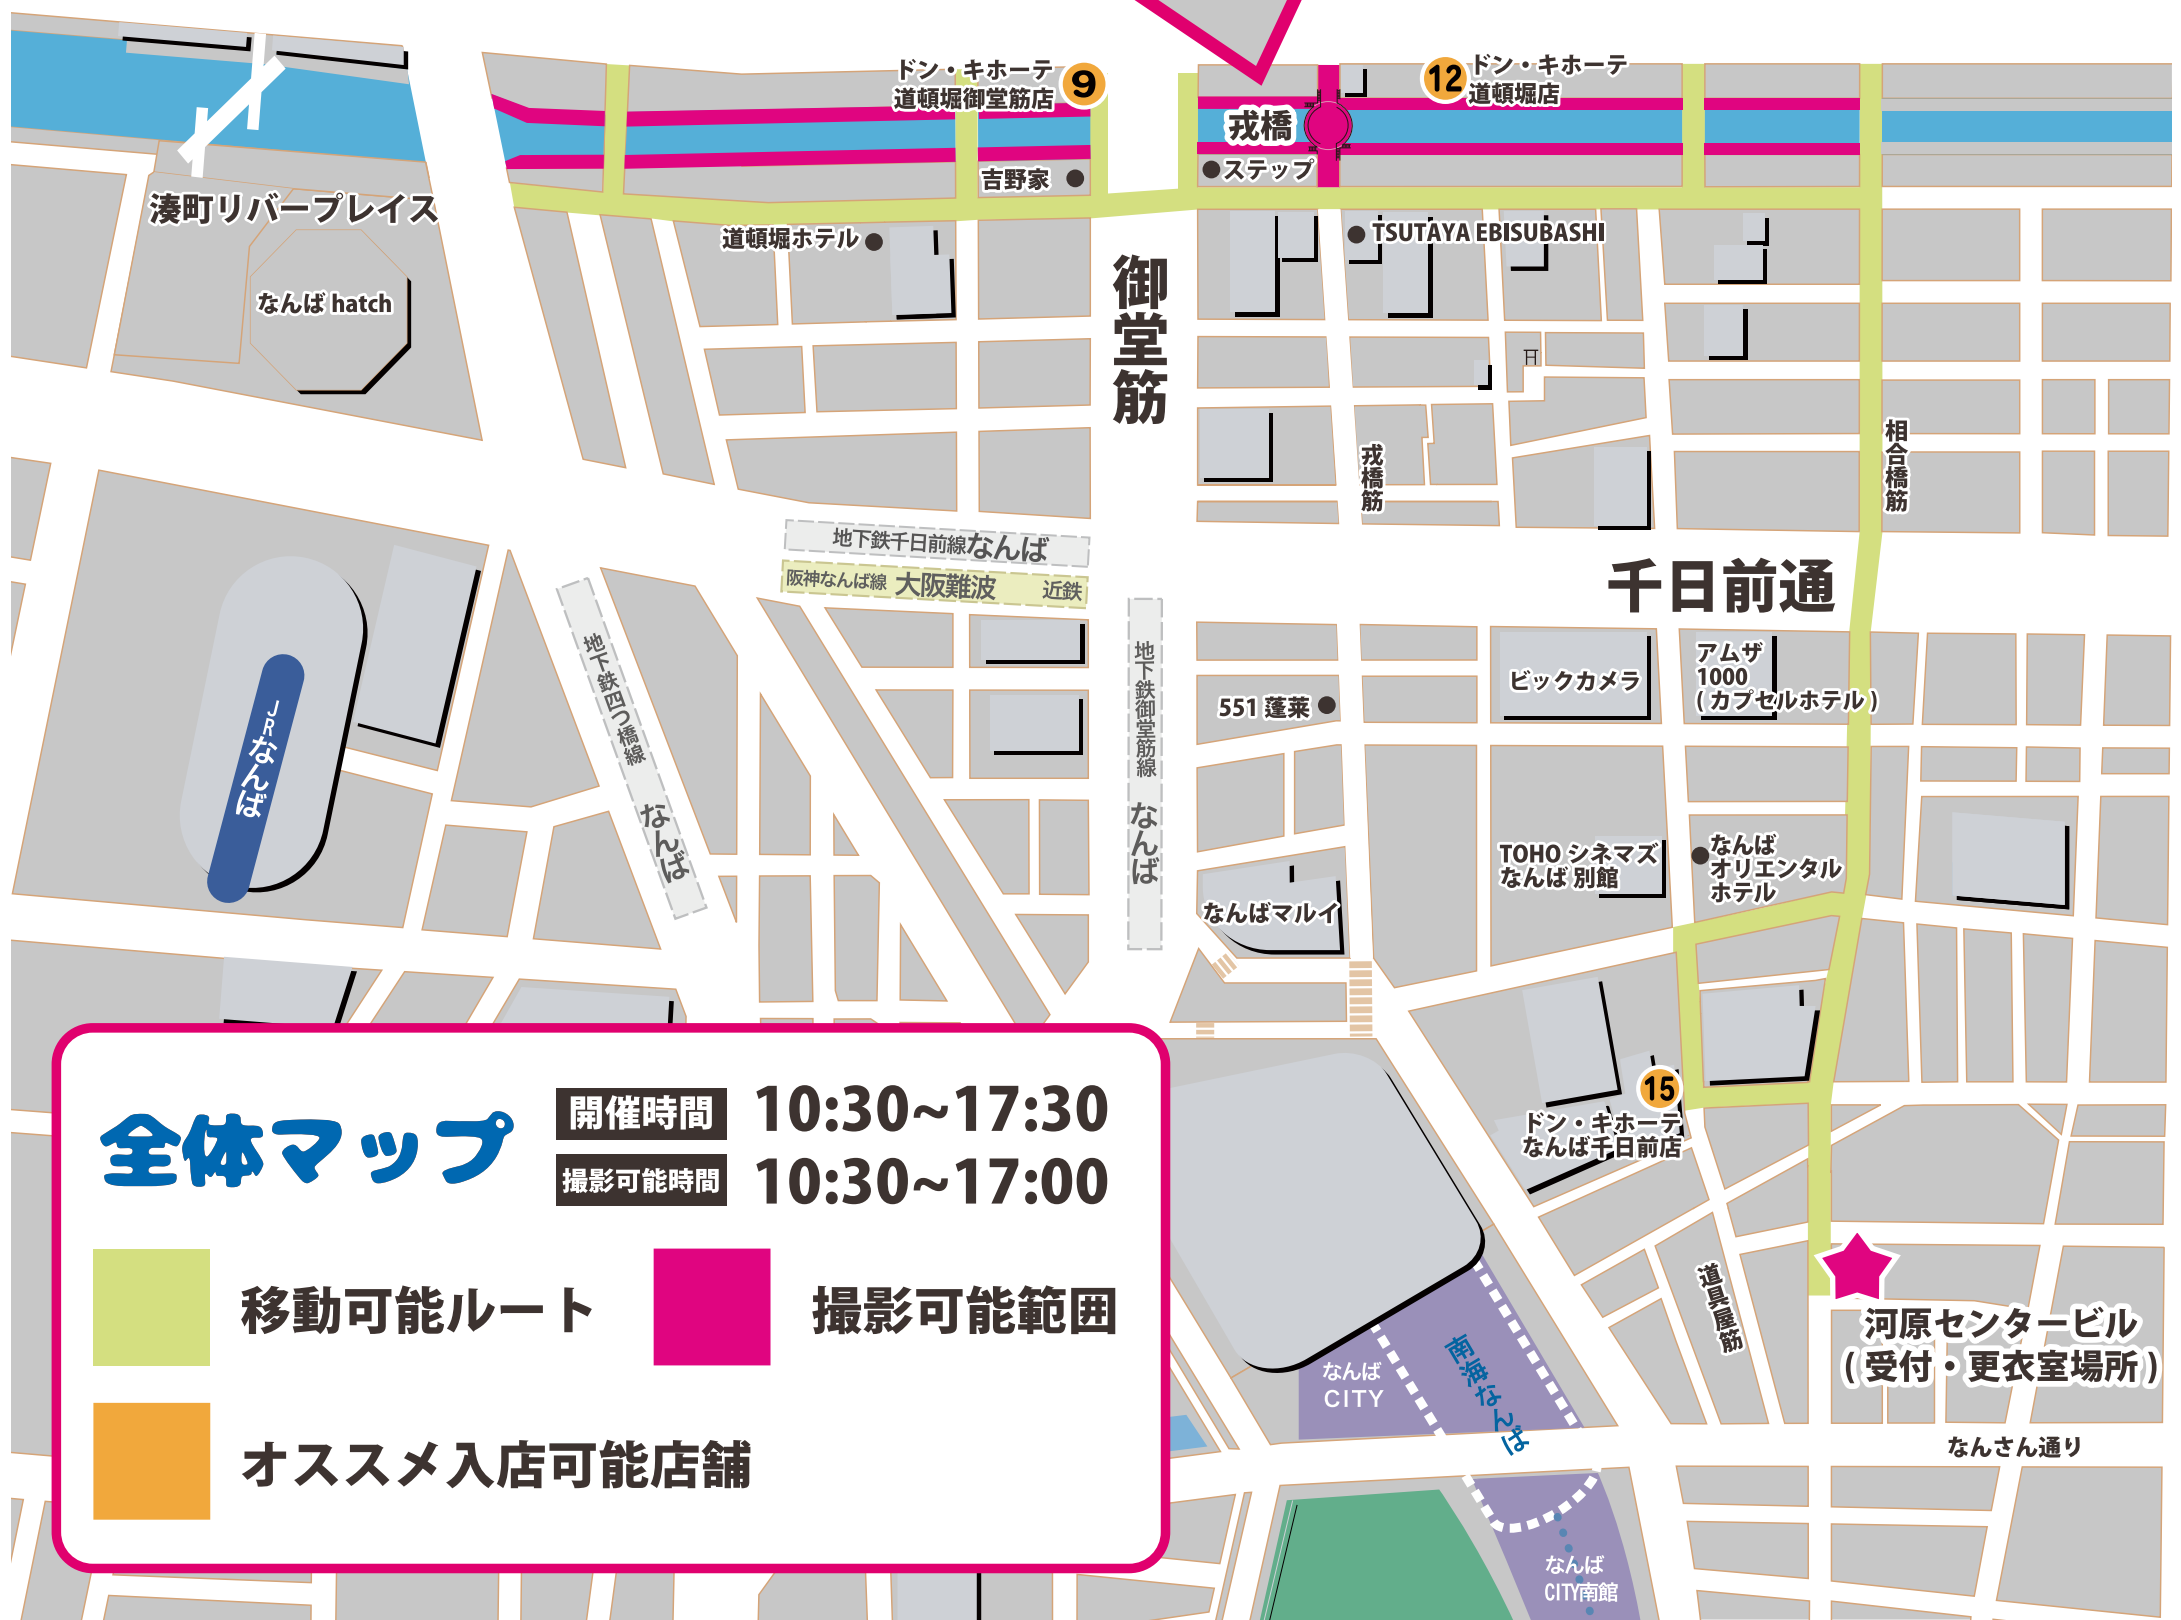 ドン・キホーテ
道頓堀御堂筋店
9
12
ドン・キホーテ
道頓堀店
戎橋
ステップ
吉野家
湊町リバープレイス
道頓堀ホテル
TSUTAYA EBISUBASHI
なんば hatch
御堂筋
戎橋筋
相合橋筋
地下鉄千日前線なんば
阪神なんば線 大阪難波 近鉄
千日前通
地下鉄四つ橋線 なんば
地下鉄御堂筋線 なんば
JRなんば
551 蓬莱
ビックカメラ
アムザ
1000
( カプセルホテル )
TOHO シネマズ
なんば 別館
なんば
オリエンタル
ホテル
なんばマルイ
15
ドン・キホーテ
なんば千日前店
道具屋筋
河原センタービル
( 受付・更衣室場所 )
なんさん通り
南海なんば
なんば
CITY
なんば
CITY南館
全体マップ
開催時間 10:30~17:30
撮影可能時間 10:30~17:00
移動可能ルート
撮影可能範囲
オススメ入店可能店舗